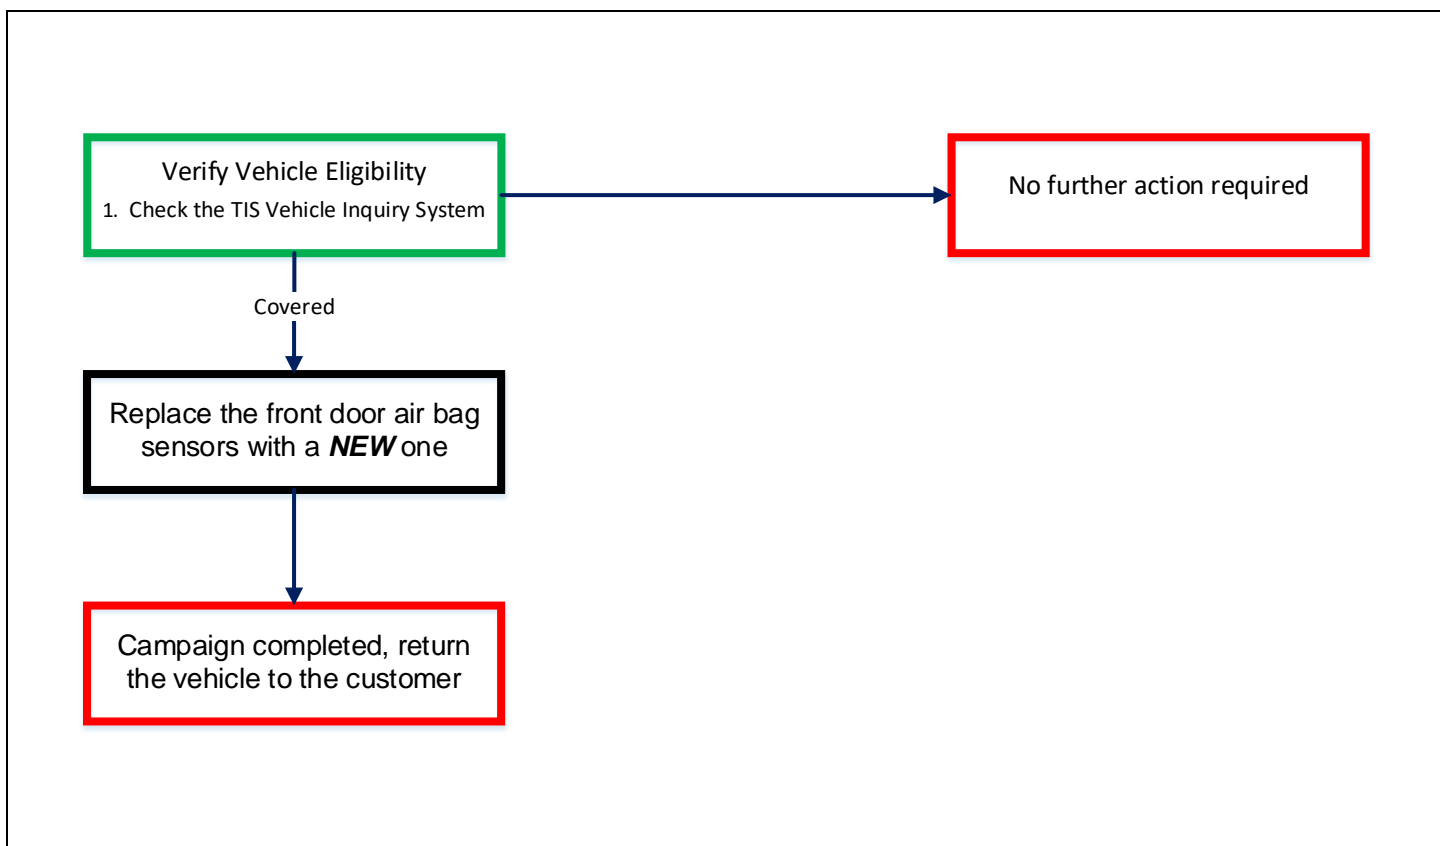 Verify Vehicle Eligibility
1. Check the TIS Vehicle Inquiry System
No further action required
Covered
Replace the front door air bag
sensors with a NEW one
Campaign completed, return
the vehicle to the customer